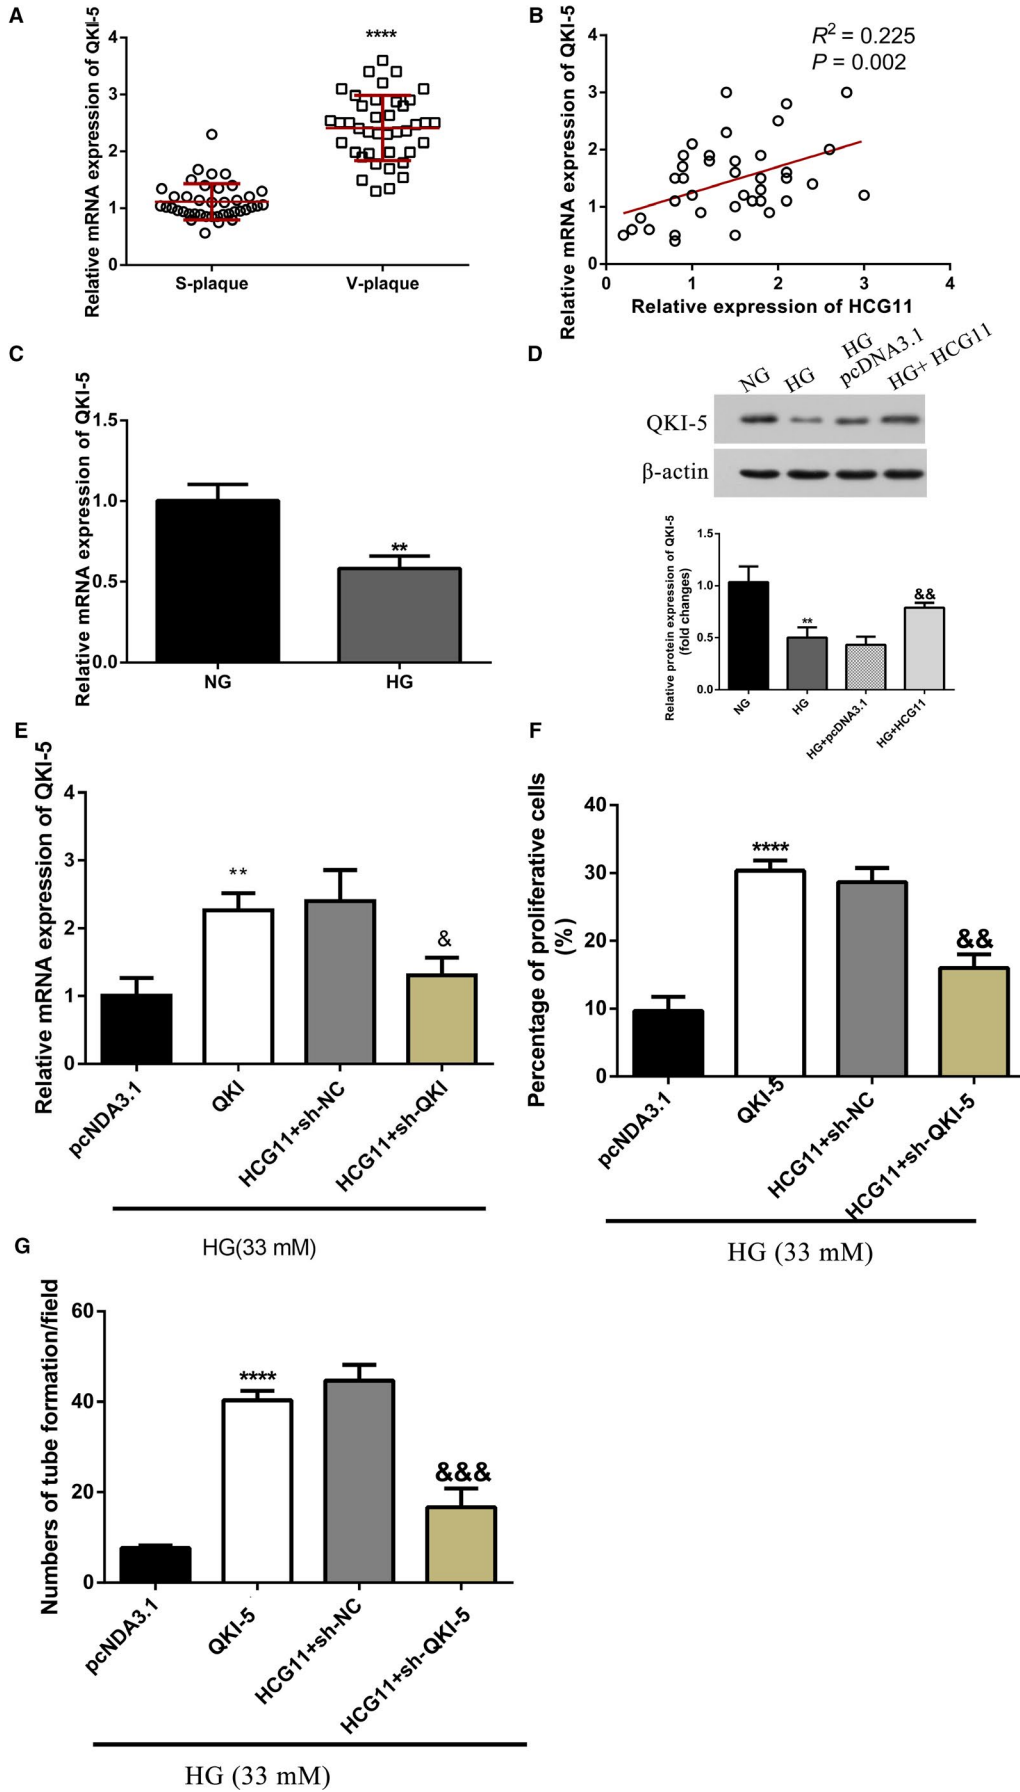 A
Relative mRNA expression of QKI-5
4
3
2
1
0
****
S-plaque
V-plaque
B
Relative mRNA expression of QKI-5
4
3
2
1
0
R² = 0.225
P = 0.002
0
1
2
3
4
Relative expression of HCG11
C
Relative mRNA expression of QKI-5
1.5
1.0
0.5
0.0
**
NG
HG
D
NG
HG
HG
pcDNA3.1
HG+ HCG11
QKI-5
β-actin
Relative protein expression of QKI-5
(fold changes)
1.5
1.0
0.5
0.0
**
&&
NG
HG
HG+pcDNA3.1
HG+HCG11
E
Relative mRNA expression of QKI-5
4
3
2
1
0
**
&
pcNDA3.1
QKI
HCG11+sh-NC
HCG11+sh-QKI
HG(33 mM)
F
Percentage of proliferative cells
(%)
40
30
20
10
0
****
&&
pcNDA3.1
QKI-5
HCG11+sh-NC
HCG11+sh-QKI-5
HG (33 mM)
G
Numbers of tube formation/field
60
40
20
0
****
&&&
pcNDA3.1
QKI-5
HCG11+sh-NC
HCG11+sh-QKI-5
HG (33 mM)